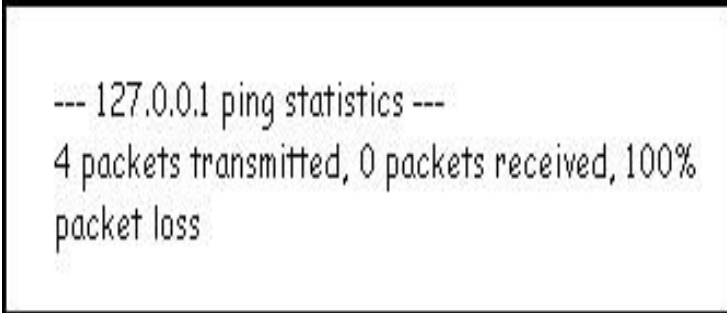 --- 127.0.0.1 ping statistics ---
4 packets transmitted, 0 packets received, 100%
packet loss